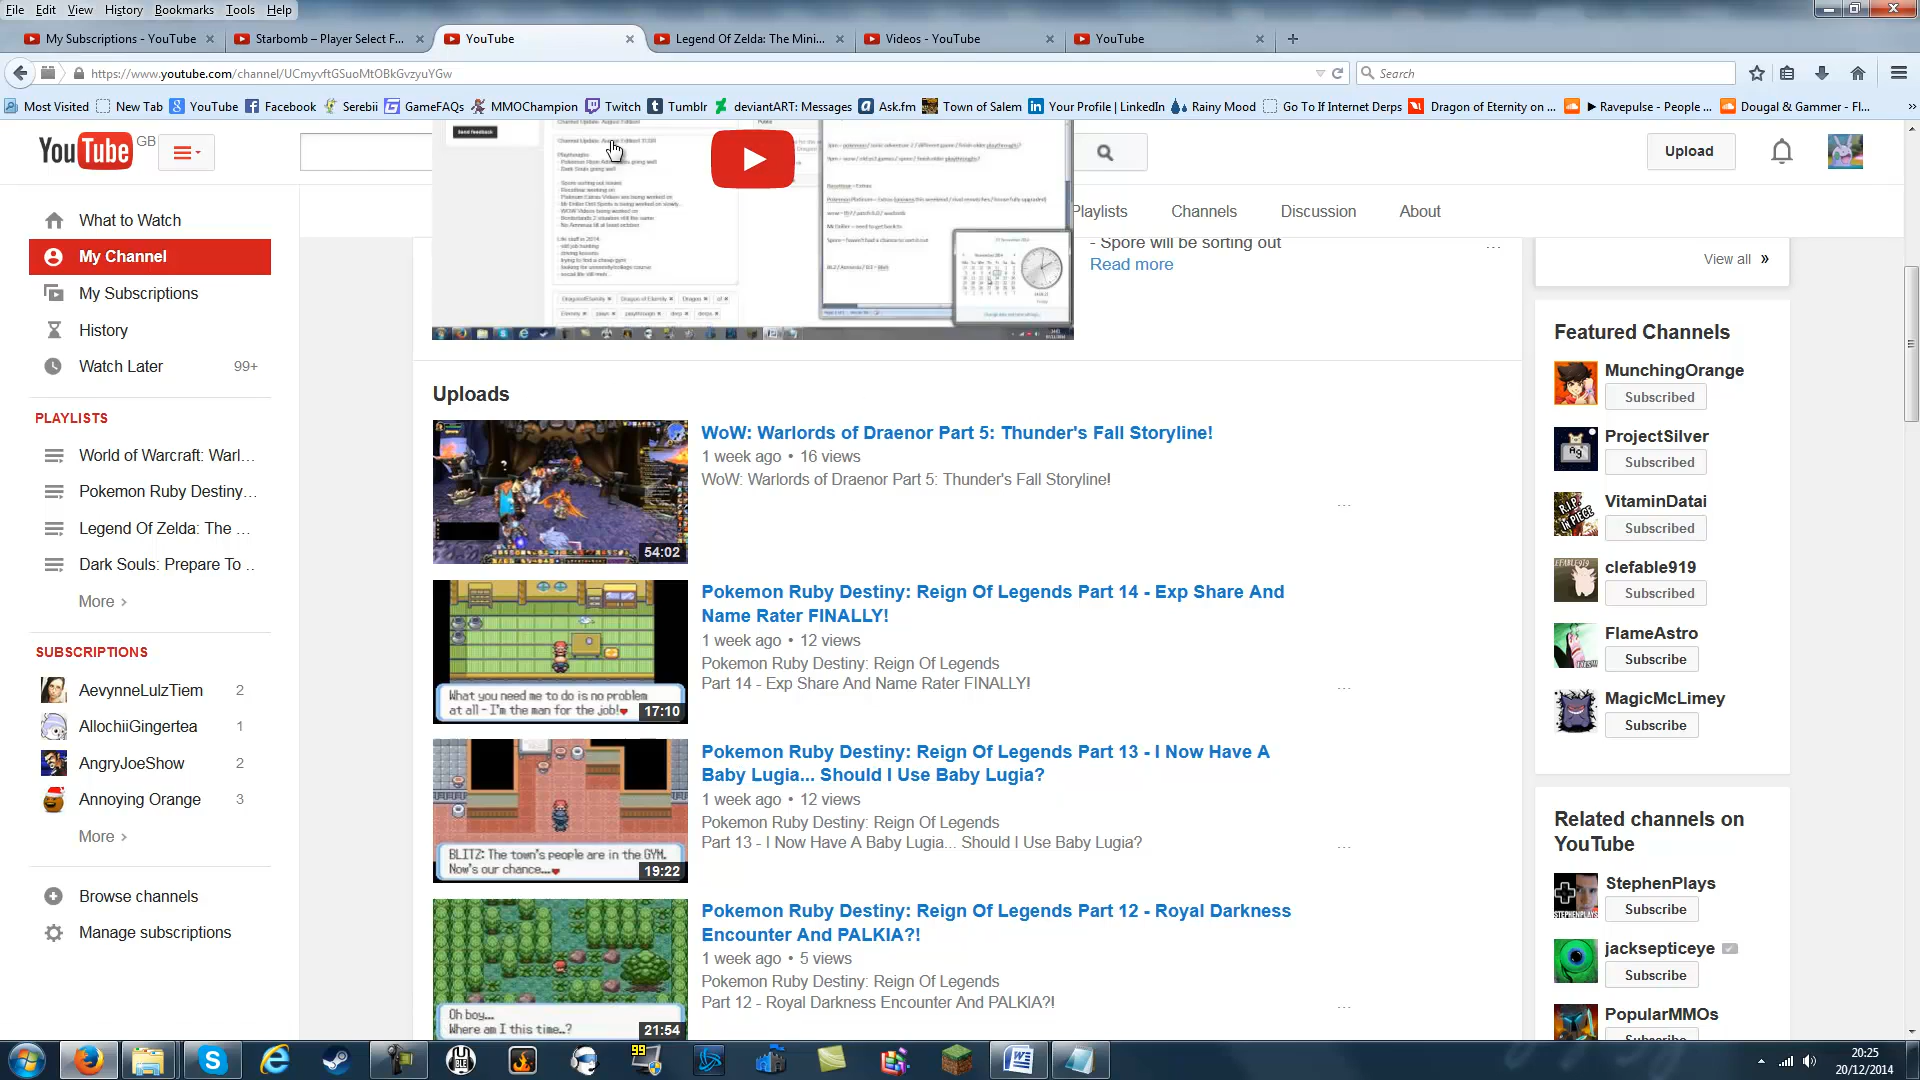 File Edit View History Bookmarks Tools Help
My Subscriptions - YouTube
Starbomb – Player Select F...
YouTube
Legend Of Zelda: The Mini...
Videos - YouTube
YouTube
https://www.youtube.com/channel/UCmyvftGSuoMtOBkGvzyuYGw
Search
Most Visited New Tab YouTube Facebook Serebii GameFAQs MMOChampion Twitch Tumblr deviantART: Messages Ask.fm Town of Salem Your Profile | LinkedIn Rainy Mood Go To If Internet Derps Dragon of Eternity on ... ► Ravepulse - People ... Dougal & Gammer - Fl...
YouTube GB
Upload
What to Watch
My Channel
My Subscriptions
History
Watch Later 99+
PLAYLISTS
World of Warcraft: Warl...
Pokemon Ruby Destiny...
Legend Of Zelda: The ...
Dark Souls: Prepare To ..
More ›
SUBSCRIPTIONS
AevynneLulzTiem 2
AllochiiGingertea 1
AngryJoeShow 2
Annoying Orange 3
More ›
Browse channels
Manage subscriptions
Send feedback
Playlists Channels Discussion About
- Spore will be sorting out
...
Read more
Uploads
WoW: Warlords of Draenor Part 5: Thunder's Fall Storyline!
1 week ago • 16 views
WoW: Warlords of Draenor Part 5: Thunder's Fall Storyline!
...
54:02
Pokemon Ruby Destiny: Reign Of Legends Part 14 - Exp Share And
Name Rater FINALLY!
1 week ago • 12 views
Pokemon Ruby Destiny: Reign Of Legends
Part 14 - Exp Share And Name Rater FINALLY!
...
What you need me to do is no problem
at all - I'm the man for the job!
17:10
Pokemon Ruby Destiny: Reign Of Legends Part 13 - I Now Have A
Baby Lugia... Should I Use Baby Lugia?
1 week ago • 12 views
Pokemon Ruby Destiny: Reign Of Legends
Part 13 - I Now Have A Baby Lugia... Should I Use Baby Lugia?
...
BLITZ: The town's people are in the GYM.
Now's our chance...
19:22
Pokemon Ruby Destiny: Reign Of Legends Part 12 - Royal Darkness
Encounter And PALKIA?!
1 week ago • 5 views
Pokemon Ruby Destiny: Reign Of Legends
Part 12 - Royal Darkness Encounter And PALKIA?!
...
Oh boy...
Where am I this time..?
21:54
View all »
Featured Channels
MunchingOrange
Subscribed
ProjectSilver
Subscribed
VitaminDatai
Subscribed
clefable919
Subscribed
FlameAstro
Subscribe
MagicMcLimey
Subscribe
Related channels on
YouTube
StephenPlays
Subscribe
jacksepticeye
Subscribe
PopularMMOs
Subscribe
20:25
20/12/2014